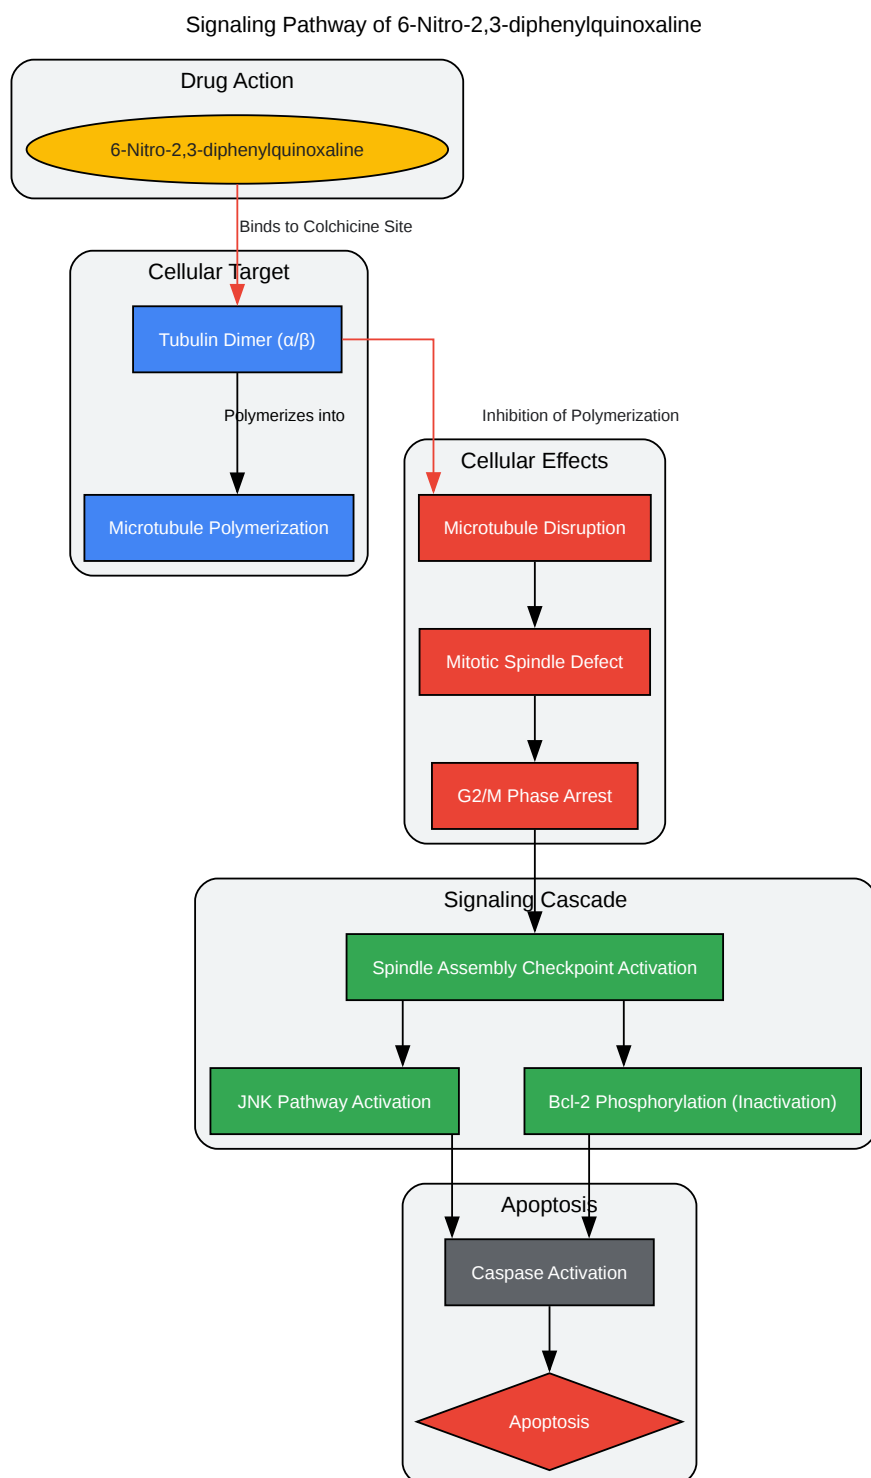 Signaling Pathway of 6-Nitro-2,3-diphenylquinoxaline
Drug Action
6-Nitro-2,3-diphenylquinoxaline
Binds to Colchicine Site
Cellular Target
Tubulin Dimer (α/β)
Polymerizes into
Inhibition of Polymerization
Cellular Effects
Microtubule Polymerization
Microtubule Disruption
Mitotic Spindle Defect
G2/M Phase Arrest
Signaling Cascade
Spindle Assembly Checkpoint Activation
JNK Pathway Activation
Bcl-2 Phosphorylation (Inactivation)
Apoptosis
Caspase Activation
Apoptosis